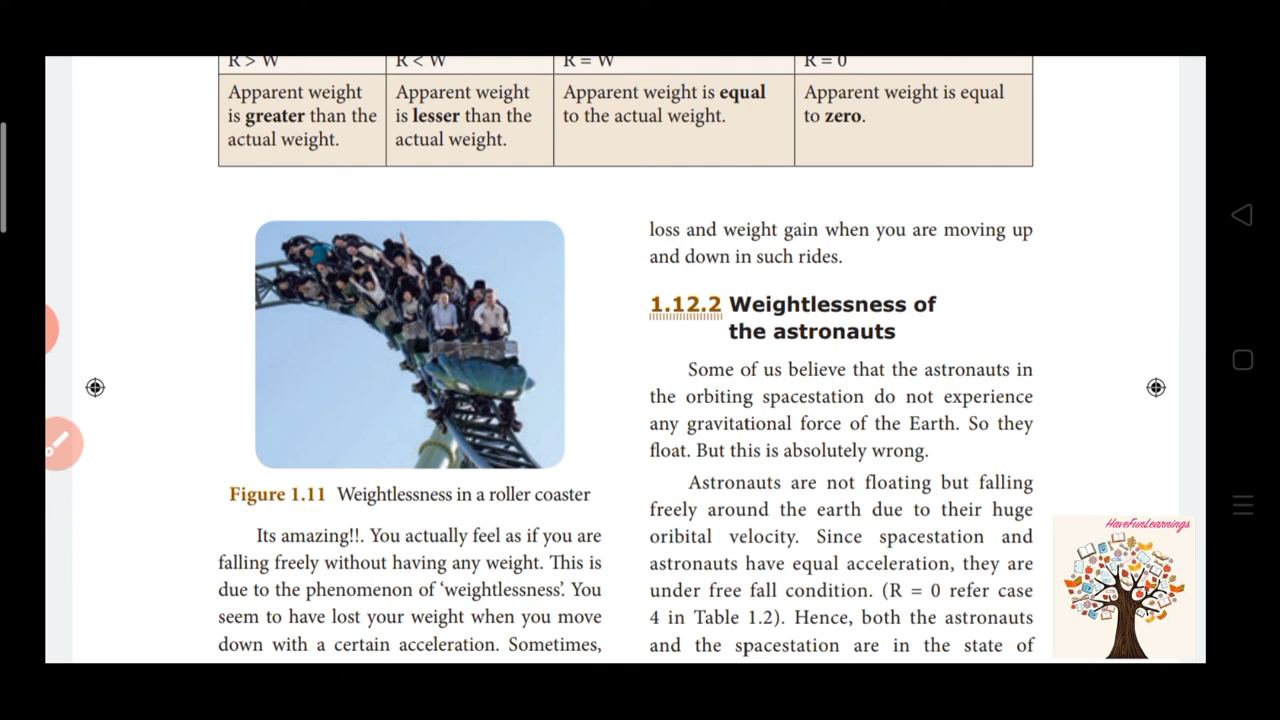 R > W
R < W
R = W
R = 0
Apparent weight
is greater than the
actual weight.
Apparent weight
is lesser than the
actual weight.
Apparent weight is equal
to the actual weight.
Apparent weight is equal
to zero.
Figure 1.11 Weightlessness in a roller coaster
Its amazing!!. You actually feel as if you are
falling freely without having any weight. This is
due to the phenomenon of ‘weightlessness’. You
seem to have lost your weight when you move
down with a certain acceleration. Sometimes,
loss and weight gain when you are moving up
and down in such rides.
1.12.2 Weightlessness of
the astronauts
Some of us believe that the astronauts in
the orbiting spacestation do not experience
any gravitational force of the Earth. So they
float. But this is absolutely wrong.
Astronauts are not floating but falling
freely around the earth due to their huge
oribital velocity. Since spacestation and
astronauts have equal acceleration, they are
under free fall condition. (R = 0 refer case
4 in Table 1.2). Hence, both the astronauts
and the spacestation are in the state of
HaveFunLearnings